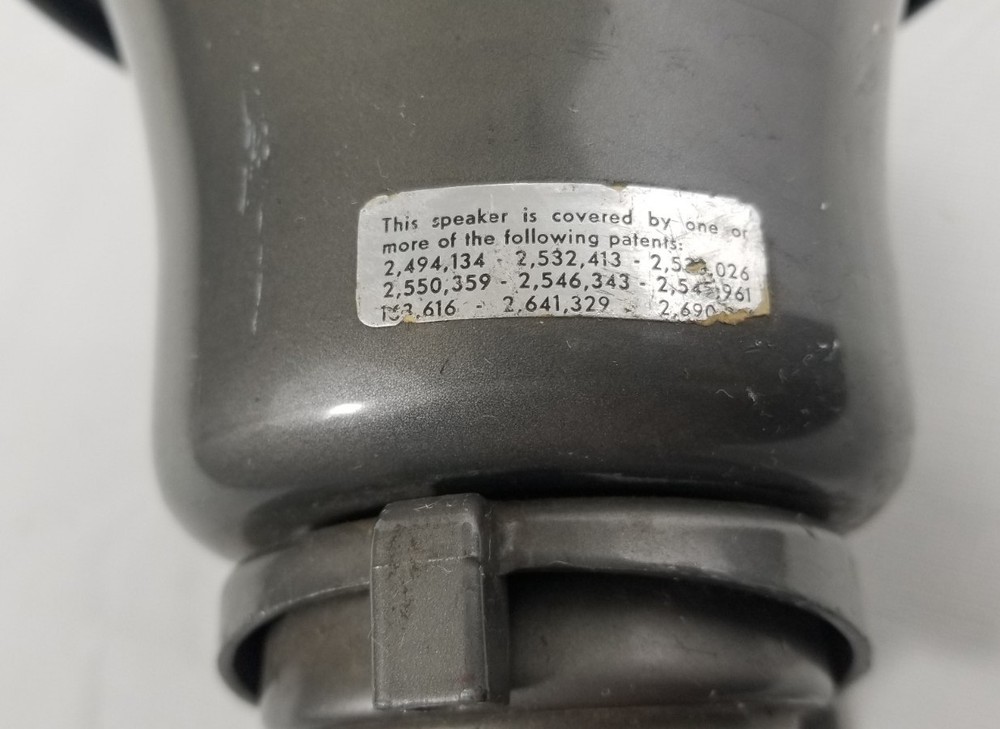 This speaker is covered by one or
more of the following patents:
2,494,134 - 2,532,413 -
2,550,359 - 2,546,343 -
- 2,641,329